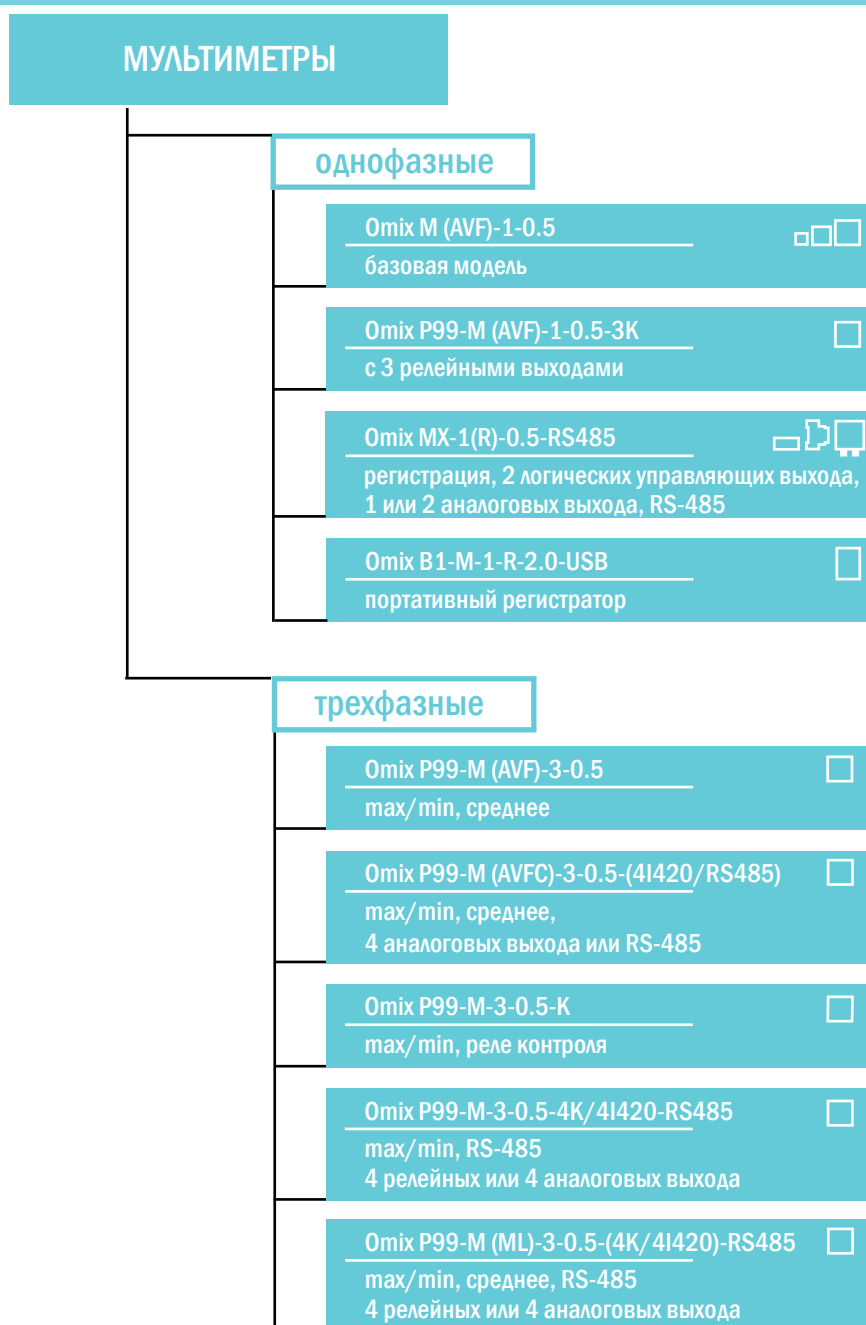 МУЛЬТИМЕТРЫ
однофазные
Omix M (AVF)-1-0.5
базовая модель
Omix P99-M (AVF)-1-0.5-3K
с 3 релейными выходами
Omix MX-1(R)-0.5-RS485
регистрация, 2 логических управляющих выхода,
1 или 2 аналоговых выхода, RS-485
Omix B1-M-1-R-2.0-USB
портативный регистратор
трехфазные
Omix P99-M (AVF)-3-0.5
max/min, среднее
Omix P99-M (AVFC)-3-0.5-(4I420/RS485)
max/min, среднее,
4 аналоговых выхода или RS-485
Omix P99-M-3-0.5-K
max/min, реле контроля
Omix P99-M-3-0.5-4K/4I420-RS485
max/min, RS-485
4 релейных или 4 аналоговых выхода
Omix P99-M (ML)-3-0.5-(4K/4I420)-RS485
max/min, среднее, RS-485
4 релейных или 4 аналоговых выхода